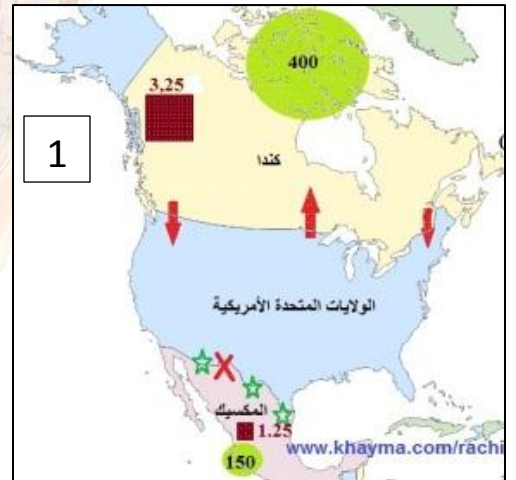 400
3,25
1
كندا
الولايات المتحدة الأمريكية
المكسيك
1.25
www.khayma.com/rachi
150